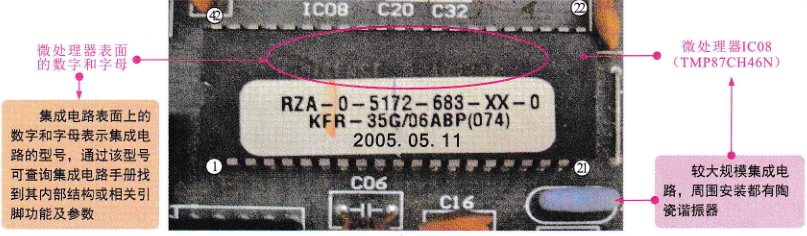 42
IC08
C20
C32
22
微处理器表面
的数字和字母
微处理器IC08
（TMP87CH46N）
集成电路表面上的
数字和字母表示集成电
路的型号，通过该型号
可查询集成电路手册找
到其内部结构或相关引
脚功能及参数
RZA-0-5172-683-XX-0
KFR-35G/06ABP(074)
2005.05.11
1
21
C06
C16
较大规模集成电
路，周围安装都有陶
瓷谐振器